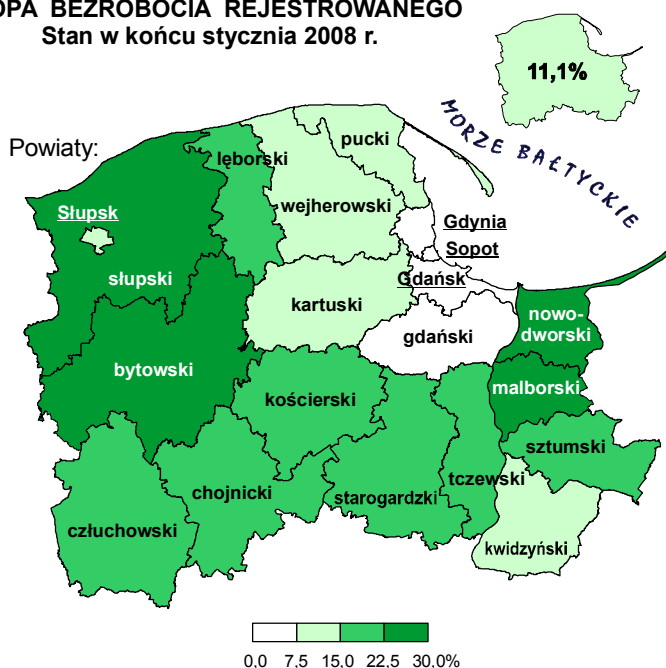 OPA BEZROBOCIA REJESTROWANEGO
Stan w końcu stycznia 2008 r.
11,1%
MORZE BAŁTYCKIE
Powiaty:
pucki
lęborski
wejherowski
Słupsk
Gdynia
Sopot
Gdańsk
słupski
kartuski
nowo-
dworski
gdański
bytowski
malborski
kościerski
sztumski
tczewski
chojnicki
starogardzki
człuchowski
kwidzyński
0,0 7,5 15,0 22,5 30,0%